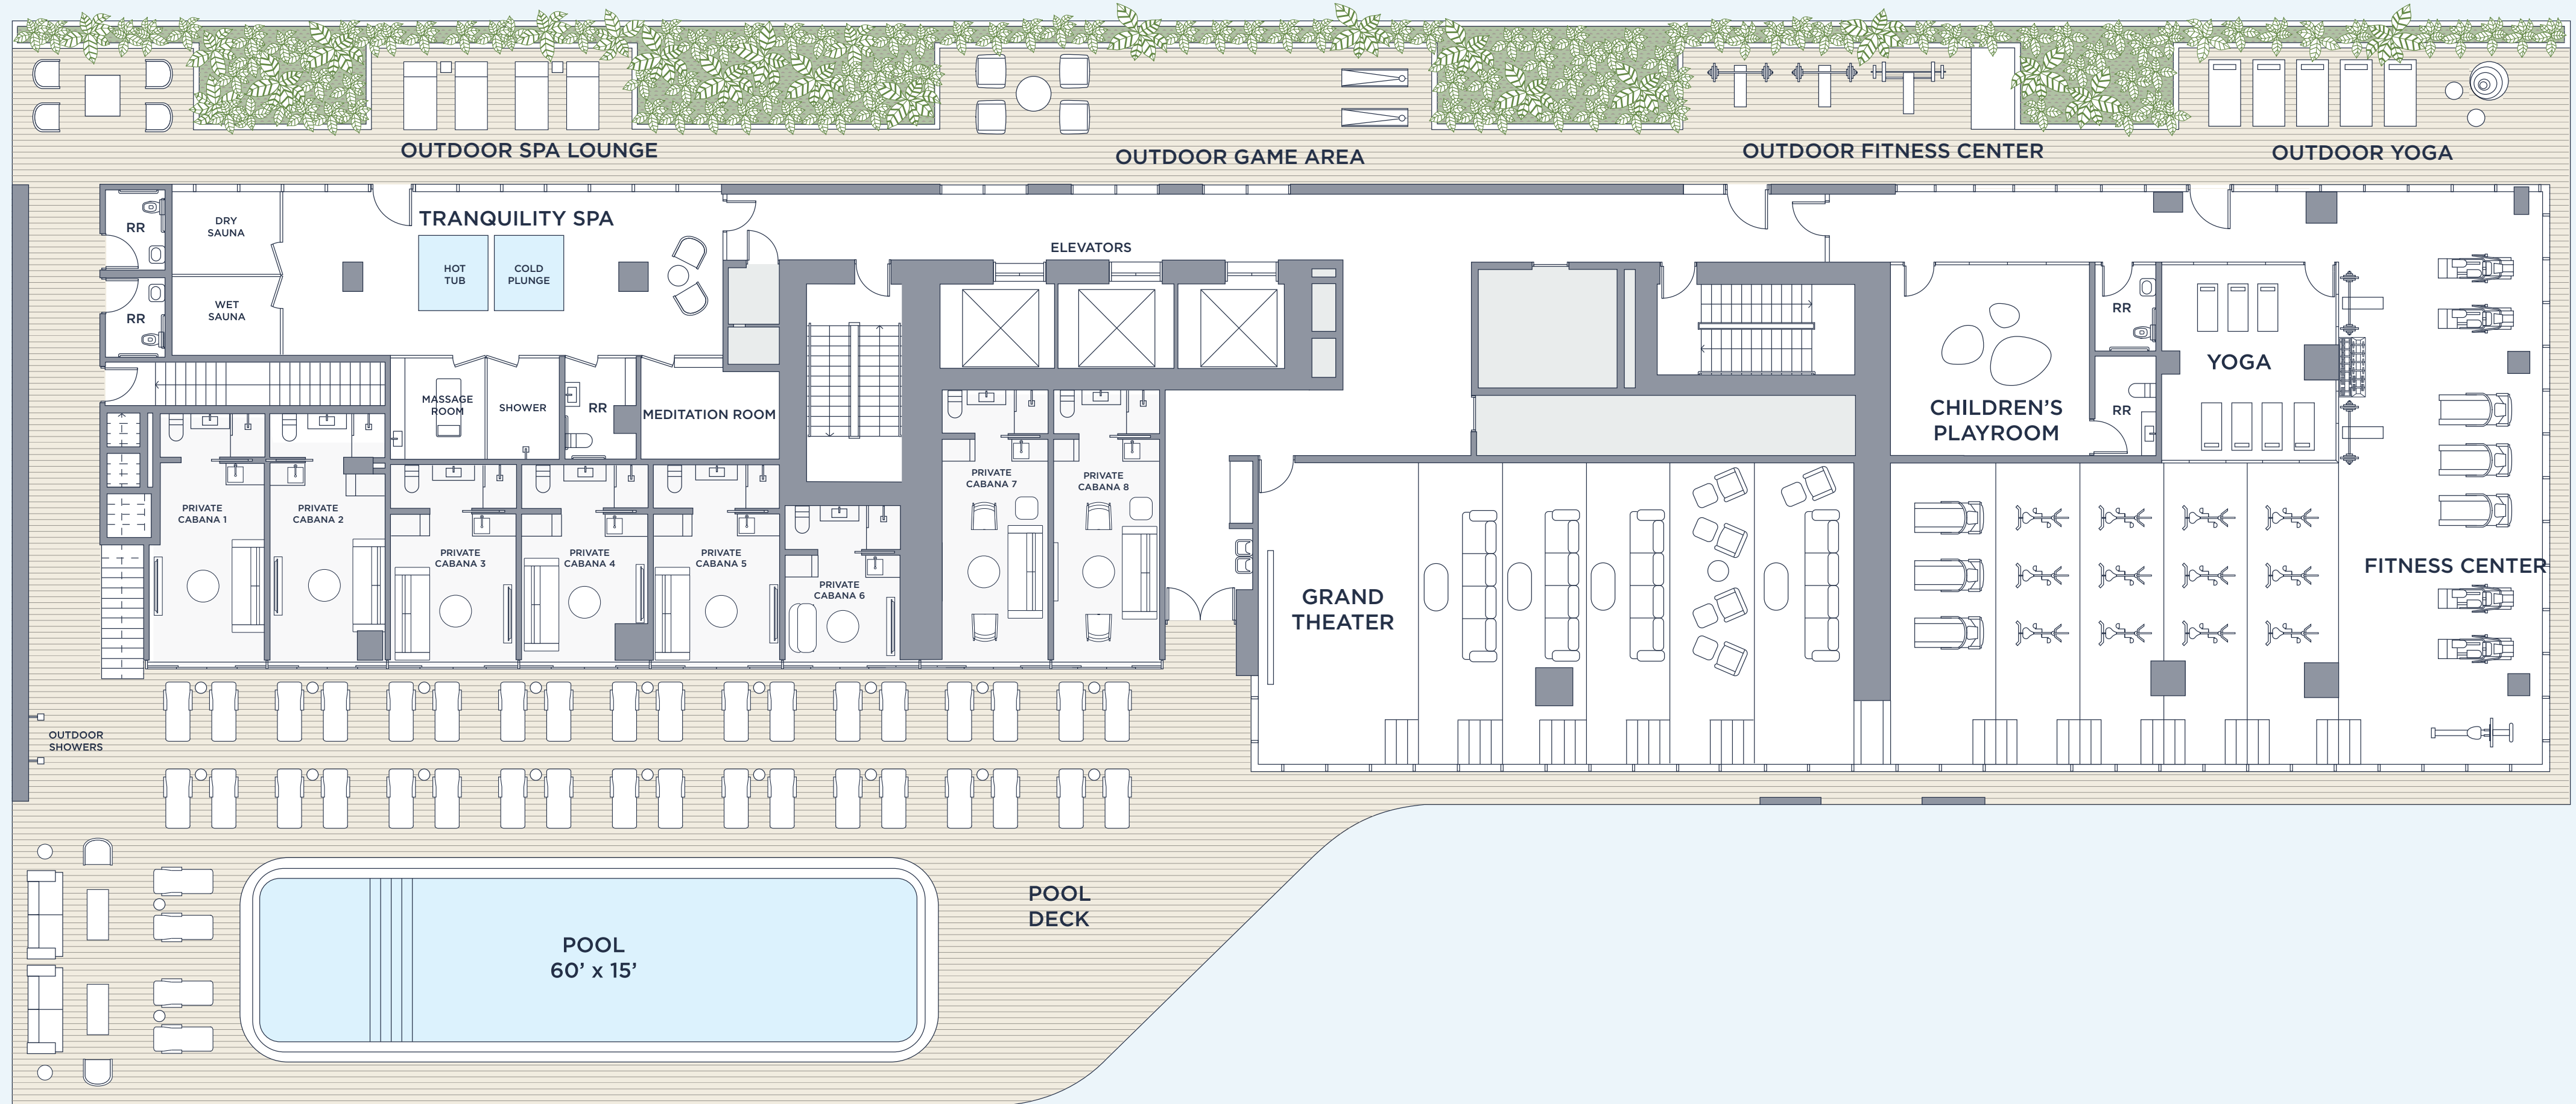 OUTDOOR SPA LOUNGE
OUTDOOR GAME AREA
OUTDOOR FITNESS CENTER
OUTDOOR YOGA
RR
DRY
SAUNA
TRANQUILITY SPA
ELEVATORS
HOT
TUB
COLD
PLUNGE
RR
WET
SAUNA
RR
YOGA
MASSAGE
ROOM
SHOWER
RR
MEDITATION ROOM
CHILDREN'S
PLAYROOM
RR
PRIVATE
CABANA 1
PRIVATE
CABANA 2
PRIVATE
CABANA 3
PRIVATE
CABANA 4
PRIVATE
CABANA 5
PRIVATE
CABANA 6
PRIVATE
CABANA 7
PRIVATE
CABANA 8
GRAND
THEATER
FITNESS CENTER
OUTDOOR
SHOWERS
POOL
DECK
POOL
60’ x 15’